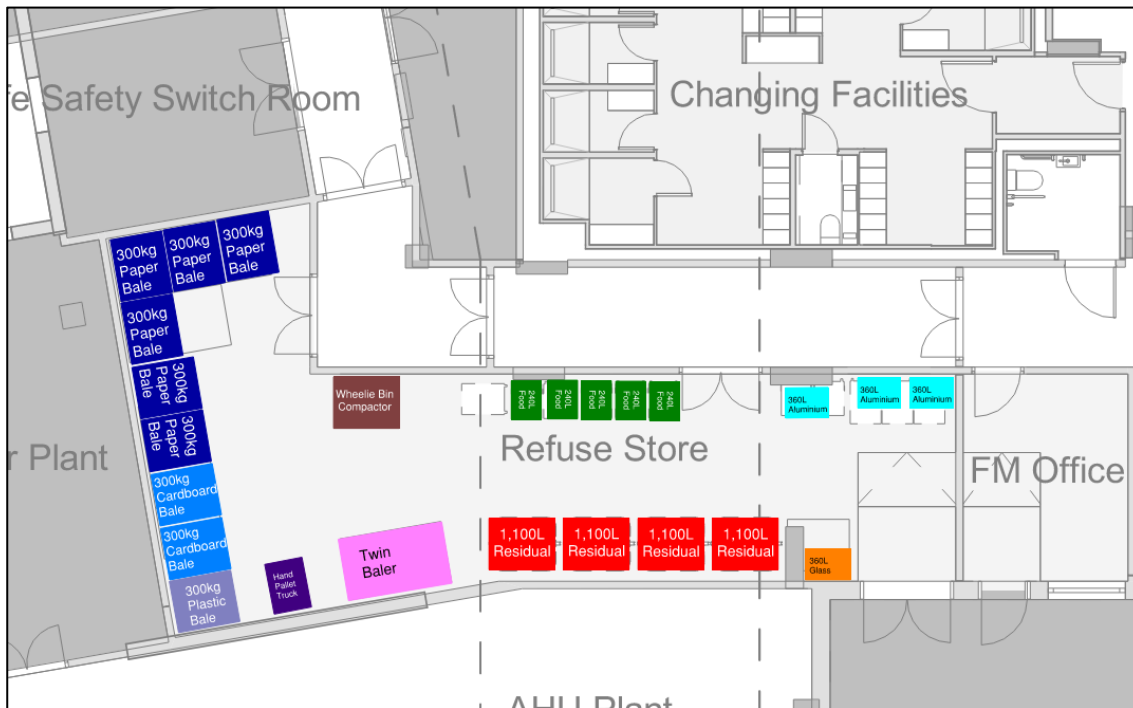 fe Safety Switch Room
Changing Facilities
300kg
Paper
Bale
300kg
Paper
Bale
300kg
Paper
Bale
300kg
Paper
Bale
300kg
Paper
Bale
300kg
Paper
Bale
300kg
Cardboard
Bale
300kg
Cardboard
Bale
300kg
Plastic
Bale
Hand
Pallet
Truck
Twin
Baler
Wheelie Bin
Compactor
240L
Food
240L
Food
240L
Food
240L
Food
240L
Food
360L
Aluminium
360L
Aluminium
360L
Aluminium
r Plant
Refuse Store
FM Office
1,100L
Residual
1,100L
Residual
1,100L
Residual
1,100L
Residual
360L
Glass
AHU Plant